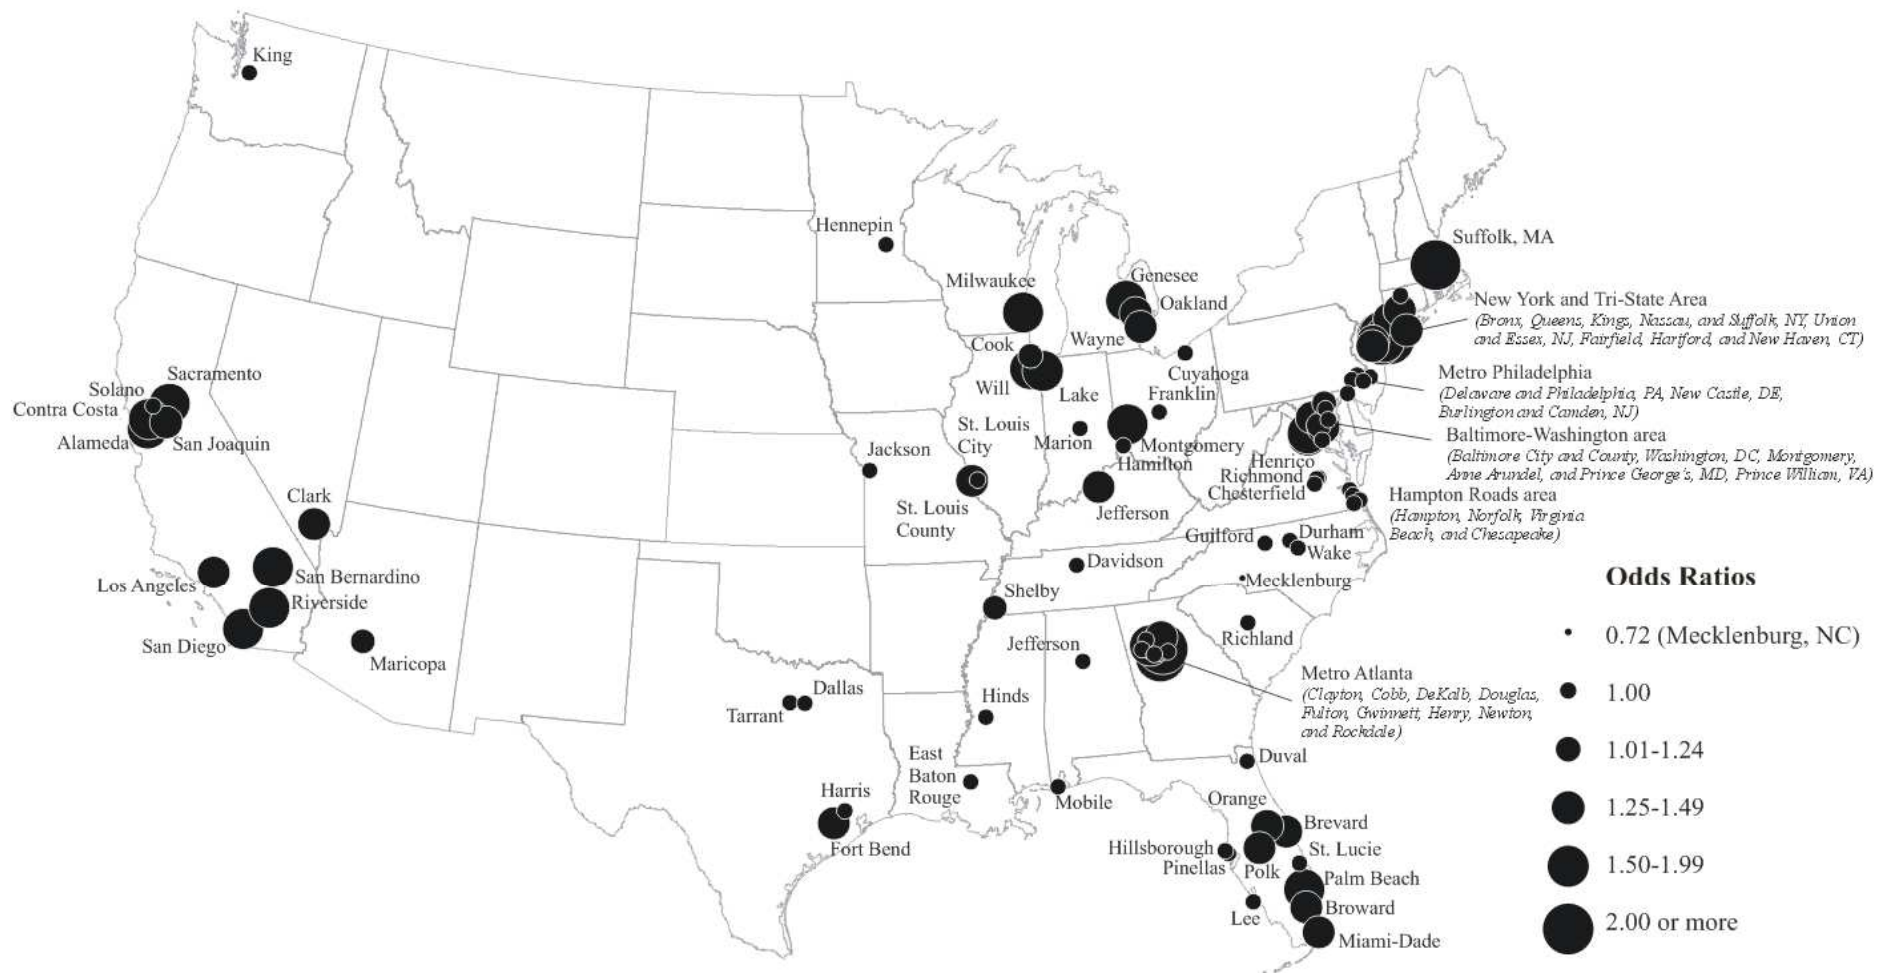 King
Hennepin
Milwaukee
Genesee
Oakland
Wayne
Cook
Will
Lake
Cuyahoga
Franklin
Marion
Montgomery
Hamilton
Jefferson
St. Louis
City
St. Louis
County
Jackson
Suffolk, MA
New York and Tri-State Area
(Bronx, Queens, Kings, Nassau, and Suffolk, NY, Union
and Essex, NJ, Fairfield, Hartford, and New Haven, CT)
Metro Philadelphia
(Delaware and Philadelphia, PA, New Castle, DE,
Burlington and Camden, NJ)
Baltimore-Washington area
(Baltimore City and County, Washington, DC, Montgomery,
Anne Arundel, and Prince George's, MD, Prince William, VA)
Henrico
Richmond
Chesterfield
Hampton Roads area
(Hampton, Norfolk, Virginia
Beach, and Chesapeake)
Sacramento
Solano
Contra Costa
Alameda
San Joaquin
Clark
Los Angeles
San Bernardino
Riverside
San Diego
Maricopa
Guilford
Durham
Wake
Mecklenburg
Davidson
Shelby
Jefferson
Richland
Metro Atlanta
(Clayton, Cobb, DeKalb, Douglas,
Fulton, Gwinnett, Henry, Newton,
and Rockdale)
Dallas
Tarrant
Hinds
East
Baton
Rouge
Harris
Fort Bend
Mobile
Duval
Orange
Brevard
St. Lucie
Hillsborough
Pinellas
Polk
Palm Beach
Lee
Broward
Miami-Dade
Odds Ratios
0.72 (Mecklenburg, NC)
1.00
1.01-1.24
1.25-1.49
1.50-1.99
2.00 or more